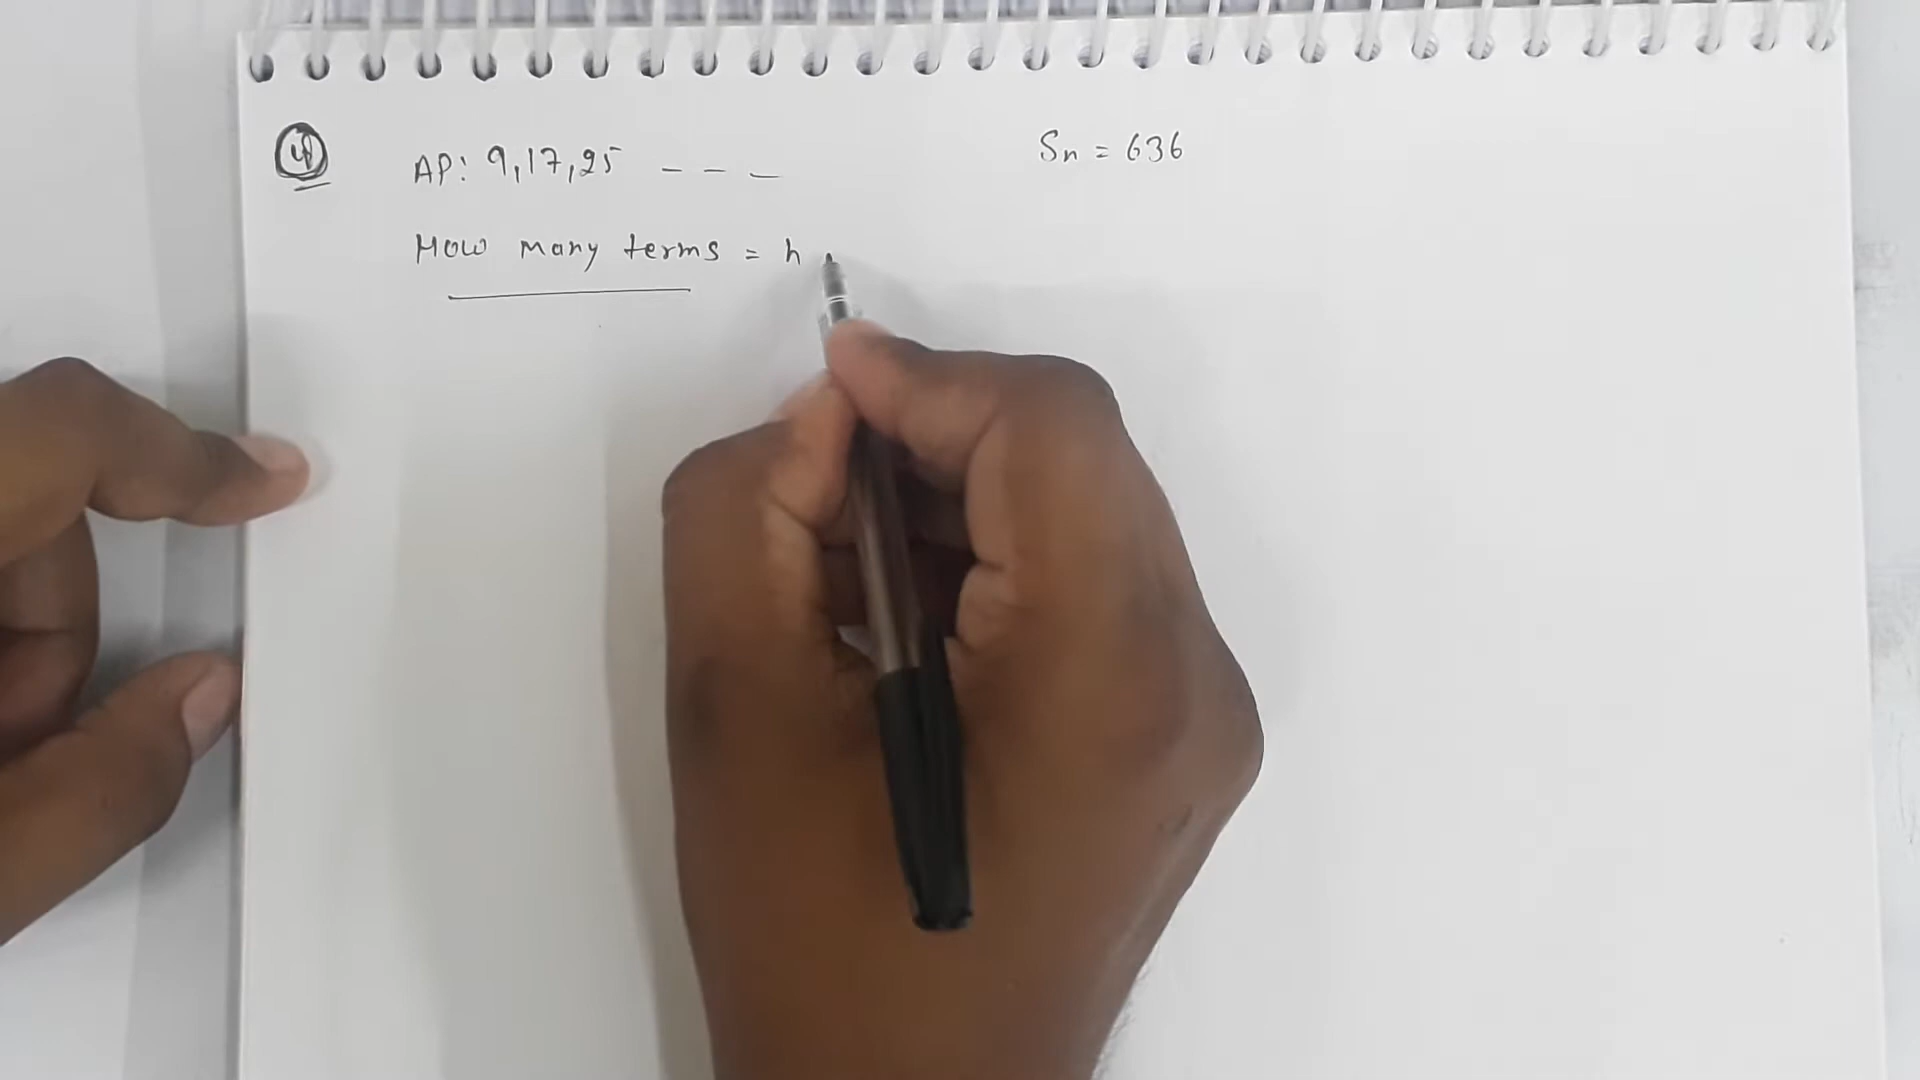 4
AP: 9, 17, 25 _ _ _
Sn = 636
How many terms = n